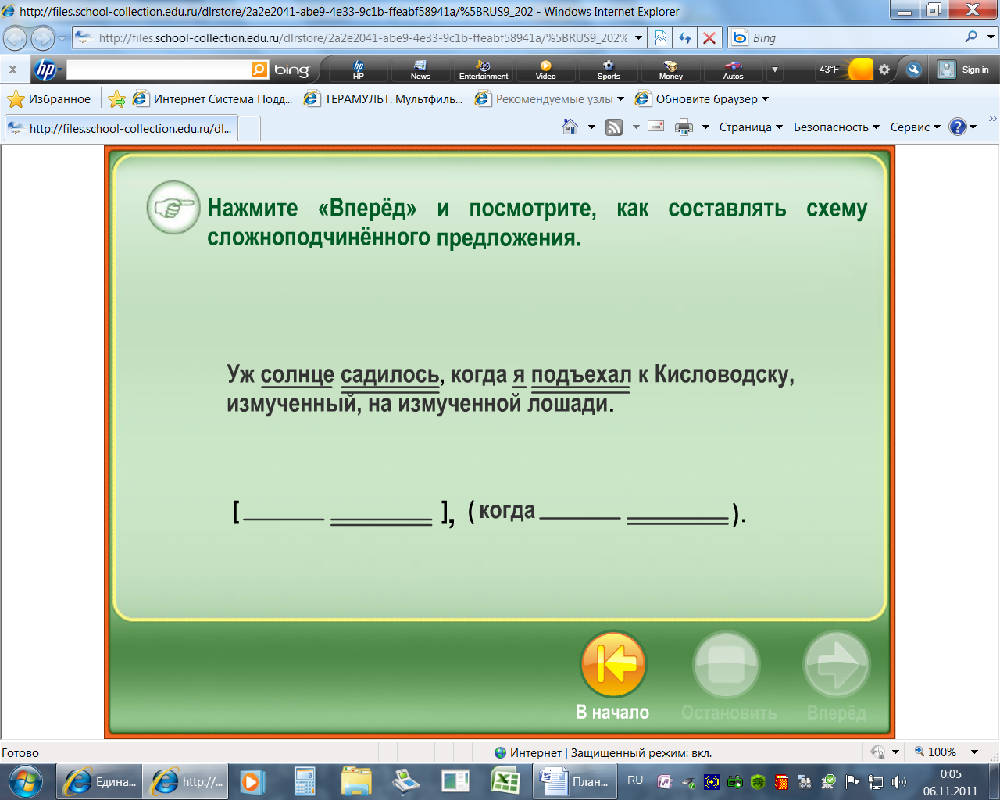 http://files.school-collection.edu.ru/dlrstore/2a2e2041-abe9-4e33-9c1b-ffeabf58941a/%5BRUS9_202 - Windows Internet Explorer
http://files.school-collection.edu.ru/dlrstore/2a2e2041-abe9-4e33-9c1b-ffeabf58941a/%5BRUS9_202% Bing
hp bing HP News Entertainment Video Sports Money Autos 43°F Sign in
Избранное Интернет Система Подд... ТЕРАМУЛЬТ. Мультфиль... Рекомендуемые узлы Обновите браузер
http://files.school-collection.edu.ru/dl... Страница Безопасность Сервис
Нажмите «Вперёд» и посмотрите, как составлять схему
сложноподчинённого предложения.
Уж солнце садилось, когда я подъехал к Кисловодску,
измученный, на измученной лошади.
[ ], ( когда ).
В начало Остановить Вперёд
Готово Интернет | Защищенный режим: вкл. 100%
Едина... http://... План... RU 0:05
06.11.2011